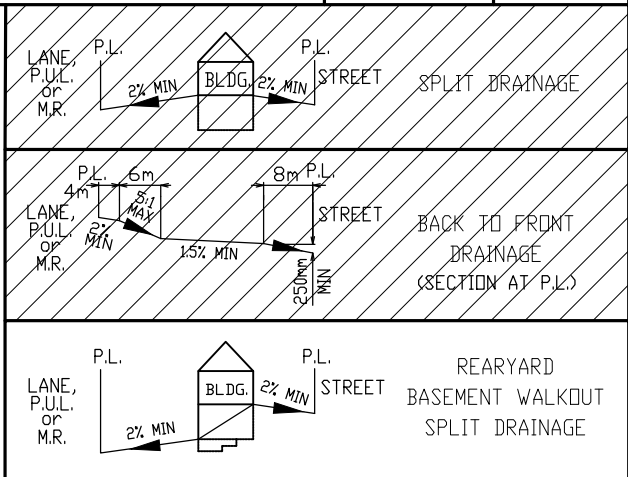 P.L.
P.L.
LANE,
P.U.L.
or
M.R.
2% MIN
BLDG.
2% MIN
STREET
SPLIT DRAINAGE
P.L.
6m
8m
P.L.
4m
5:1
MAX
LANE,
P.U.L.
or
M.R.
2%
MIN
1.5% MIN
250mm
MIN
STREET
BACK TO FRONT
DRAINAGE
(SECTION AT P.L.)
P.L.
P.L.
LANE,
P.U.L.
or
M.R.
2% MIN
BLDG.
2% MIN
STREET
REARYARD
BASEMENT WALKOUT
SPLIT DRAINAGE